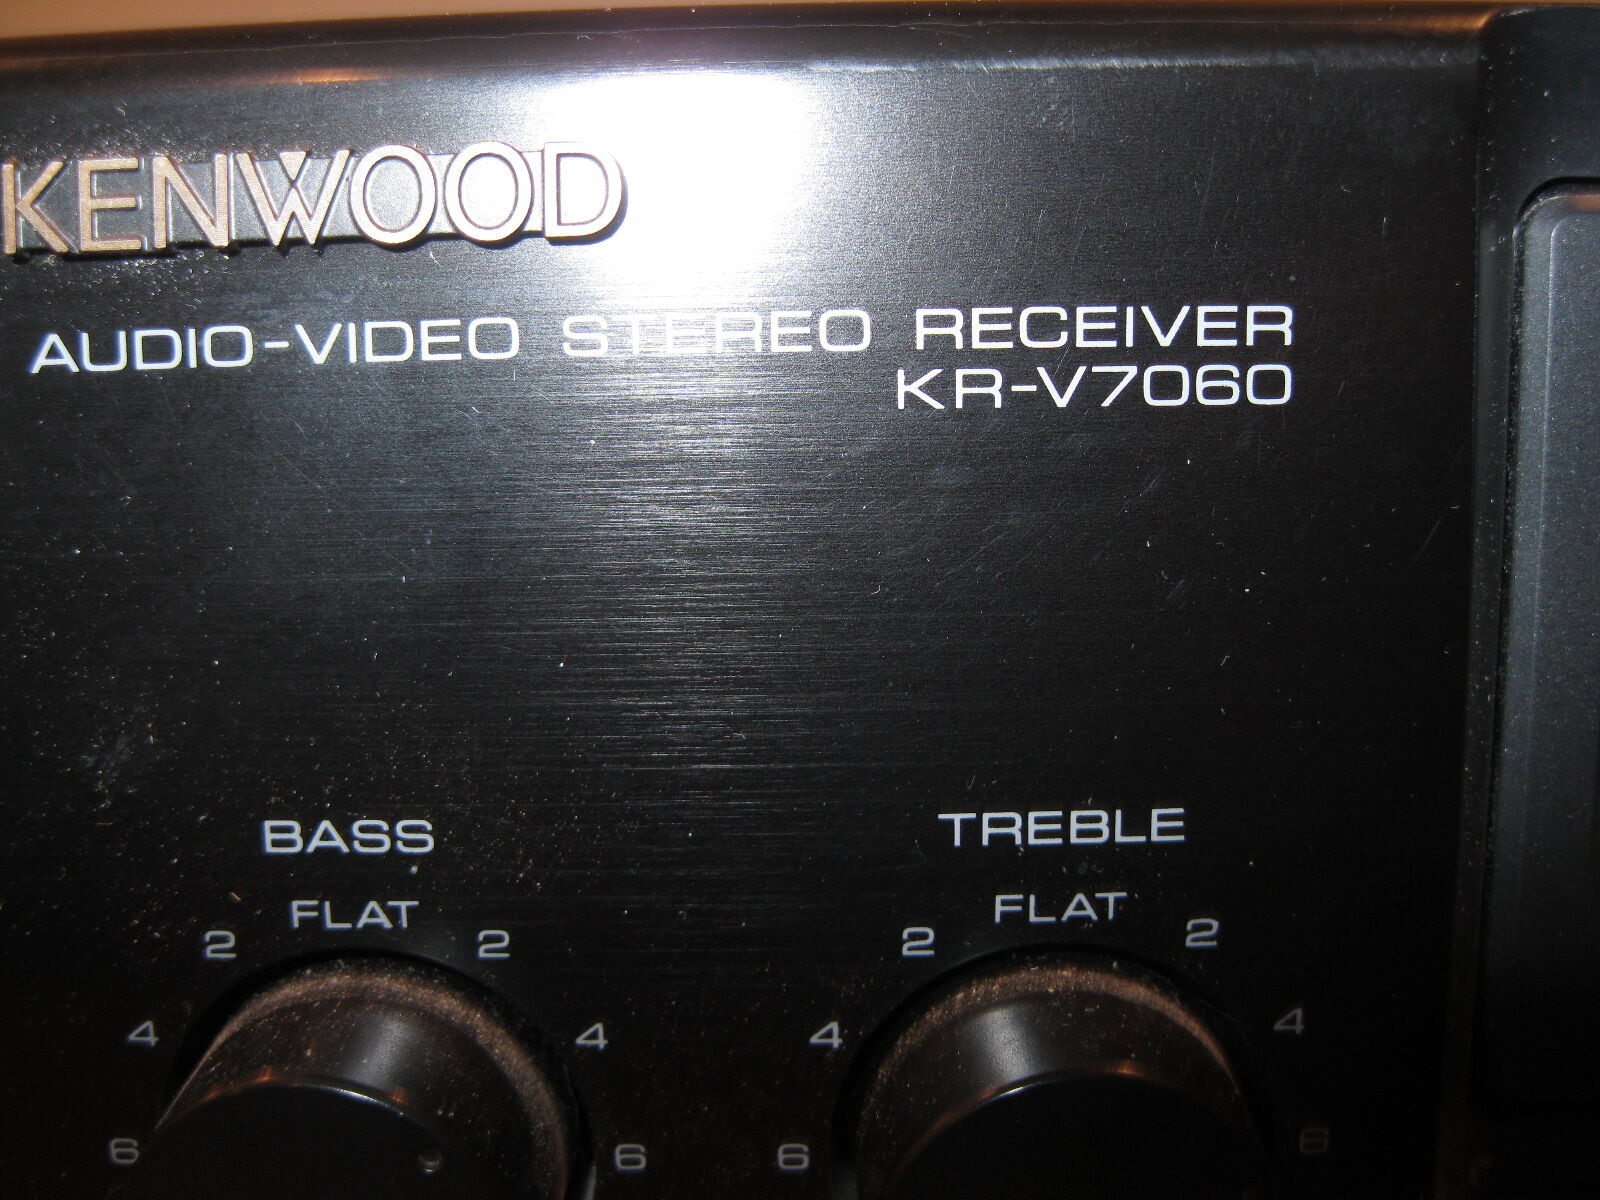 KENWOOD
AUDIO-VIDEO STEREO RECEIVER
KR-V7060
BASS
TREBLE
FLAT
FLAT
2 2
2 2
4 4
4 4
6 6
6 6